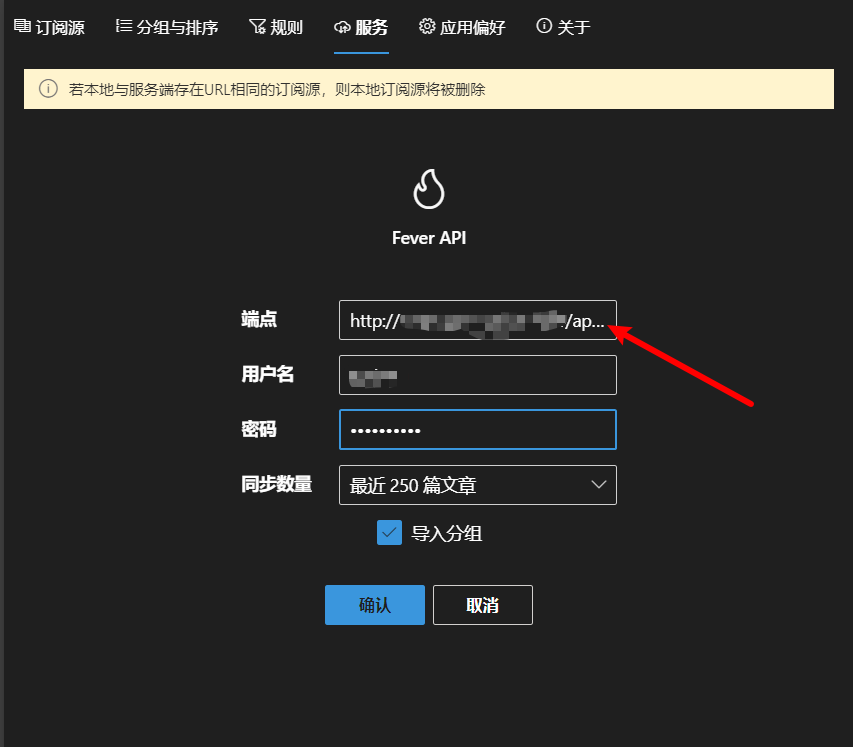 订阅源 分组与排序 规则 服务 应用偏好 关于
若本地与服务端存在URL相同的订阅源，则本地订阅源将被删除
Fever API
端点 http:// /ap...
用户名
密码 ••••••••••
同步数量 最近 250 篇文章
导入分组
确认 取消